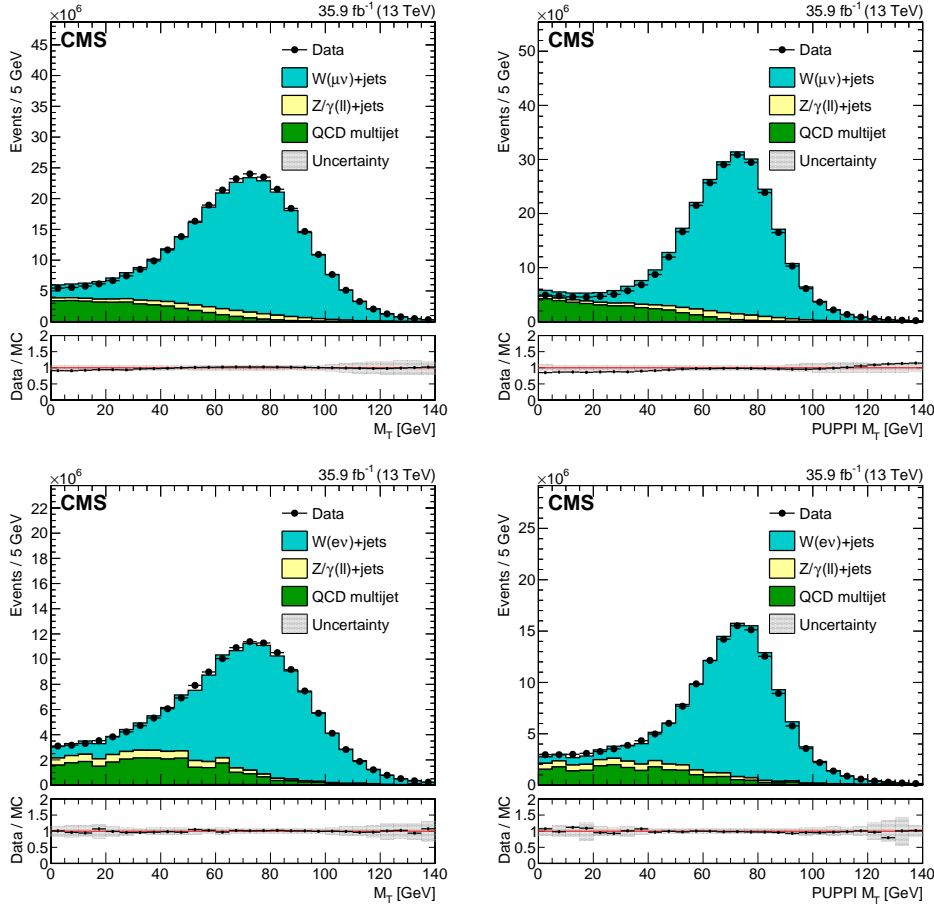 ×10⁶ 35.9 fb⁻¹ (13 TeV)
CMS
Events / 5 GeV
45
40
35
30
25
20
15
10
5
0
Data
W(μν)+jets
Z/γ(ll)+jets
QCD multijet
Uncertainty
Data / MC
2
1.5
1
0.5
0
0 20 40 60 80 100 120 140
M_T [GeV]
×10⁶ 35.9 fb⁻¹ (13 TeV)
CMS
Events / 5 GeV
50
40
30
20
10
0
Data
W(μν)+jets
Z/γ(ll)+jets
QCD multijet
Uncertainty
Data / MC
2
1.5
1
0.5
0
0 20 40 60 80 100 120 140
PUPPI M_T [GeV]
×10⁶ 35.9 fb⁻¹ (13 TeV)
CMS
Events / 5 GeV
22
20
18
16
14
12
10
8
6
4
2
0
Data
W(eν)+jets
Z/γ(ll)+jets
QCD multijet
Uncertainty
Data / MC
2
1.5
1
0.5
0
0 20 40 60 80 100 120 140
M_T [GeV]
×10⁶ 35.9 fb⁻¹ (13 TeV)
CMS
Events / 5 GeV
25
20
15
10
5
0
Data
W(eν)+jets
Z/γ(ll)+jets
QCD multijet
Uncertainty
Data / MC
2
1.5
1
0.5
0
0 20 40 60 80 100 120 140
PUPPI M_T [GeV]